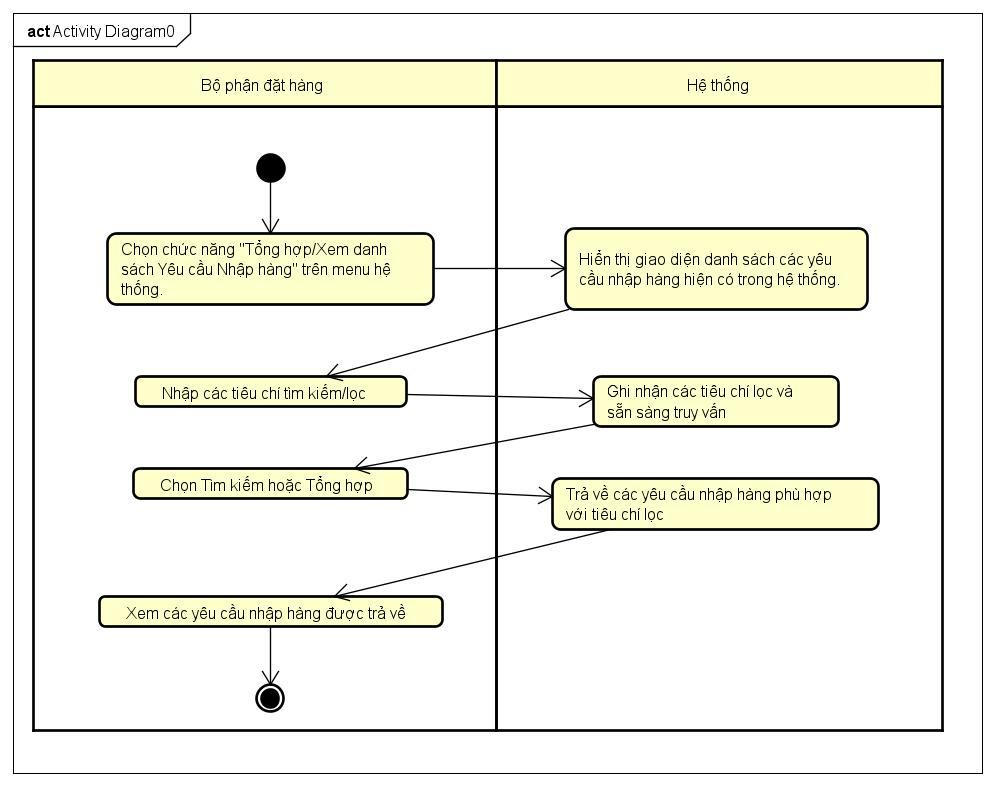 act Activity Diagram0
Bộ phận đặt hàng
Hệ thống
Chọn chức năng "Tổng hợp/Xem danh
sách Yêu cầu Nhập hàng" trên menu hệ
thống.
Hiển thị giao diện danh sách các yêu
cầu nhập hàng hiện có trong hệ thống.
Nhập các tiêu chí tìm kiếm/lọc
Ghi nhận các tiêu chí lọc và
sẵn sàng truy vấn
Chọn Tìm kiếm hoặc Tổng hợp
Trả về các yêu cầu nhập hàng phù hợp
với tiêu chí lọc
Xem các yêu cầu nhập hàng được trả về